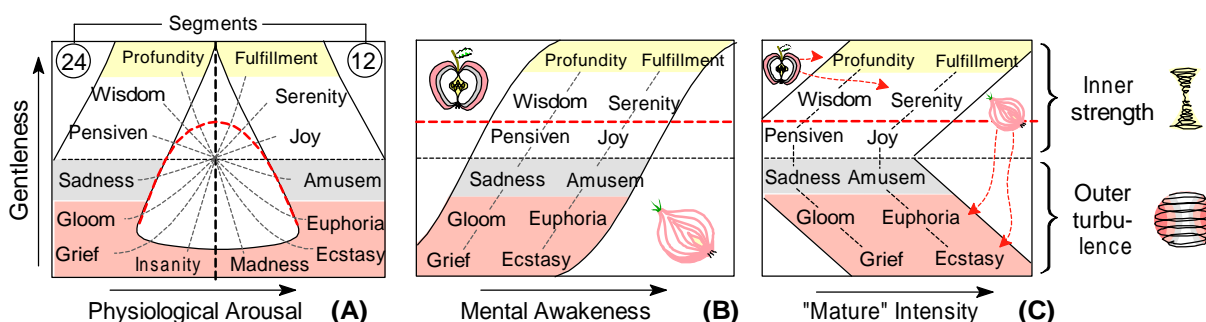 Segments
24
12
Profundity
Fulfillment
Wisdom
Serenity
Pensiven
Joy
Sadness
Amusem
Gloom
Euphoria
Grief
Ecstasy
Insanity
Madness
Gentleness
Physiological Arousal
(A)
Profundity
Fulfillment
Wisdom
Serenity
Pensiven
Joy
Sadness
Amusem
Gloom
Euphoria
Grief
Ecstasy
Mental Awakeness
(B)
Profundity
Fulfillment
Wisdom
Serenity
Pensiven
Joy
Sadness
Amusem
Gloom
Euphoria
Grief
Ecstasy
"Mature" Intensity
(C)
Inner
strength
Outer
turbu-
lence